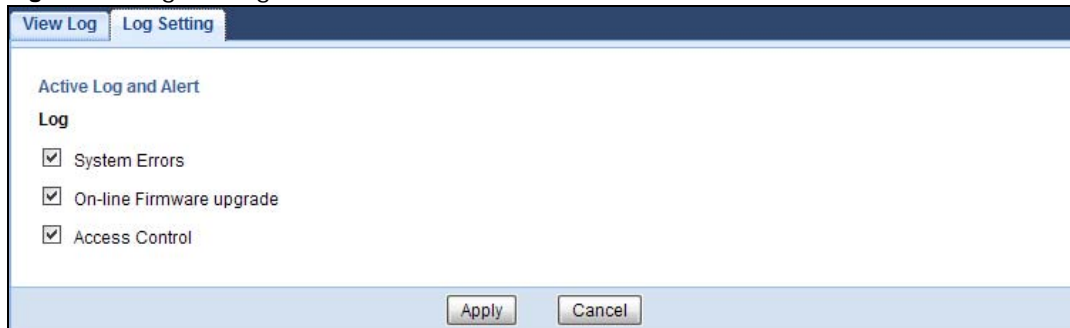 View Log Log Setting
Active Log and Alert
Log
System Errors
On-line Firmware upgrade
Access Control
Apply Cancel